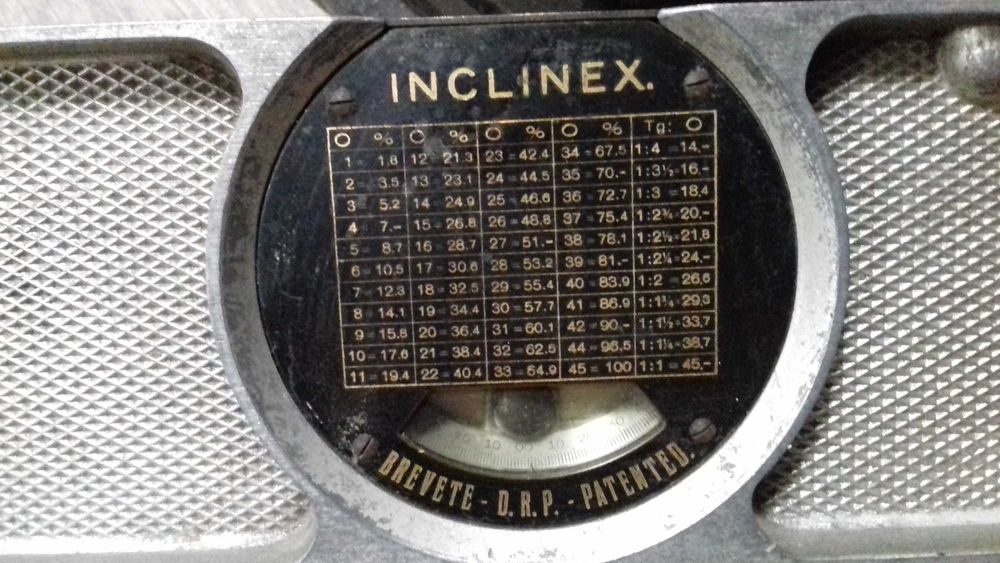 INCLINEX.
O % O % O % O % Tg: O
1 = 1.8 12 = 21.3 23 = 42.4 34 = 67.5 1:4 = 14,-
2 = 3.5 13 = 23.1 24 = 44.5 35 = 70.- 1:3½ = 16,-
3 = 5.2 14 = 24.9 25 = 46.6 36 = 72.7 1:3 = 18.4
4 = 7.- 15 = 26.8 26 = 48.8 37 = 75.4 1:2¾ = 20,-
5 = 8.7 16 = 28.7 27 = 51.- 38 = 78.1 1:2½ = 21,8
6 = 10.5 17 = 30.6 28 = 53.2 39 = 81.- 1:2¼ = 24,-
7 = 12.3 18 = 32.5 29 = 55.4 40 = 83.9 1:2 = 26,6
8 = 14.1 19 = 34.4 30 = 57.7 41 = 86.9 1:1¾ = 29,3
9 = 15.8 20 = 36.4 31 = 60.1 42 = 90.- 1:1½ = 33,7
10 = 17.6 21 = 38.4 32 = 62.5 44 = 96.5 1:1¼ = 38,7
11 = 19.4 22 = 40.4 33 = 64.9 45 = 100 1:1 = 45,-
20 10 10 20
BREVETE - D.R.P. - PATENTED.